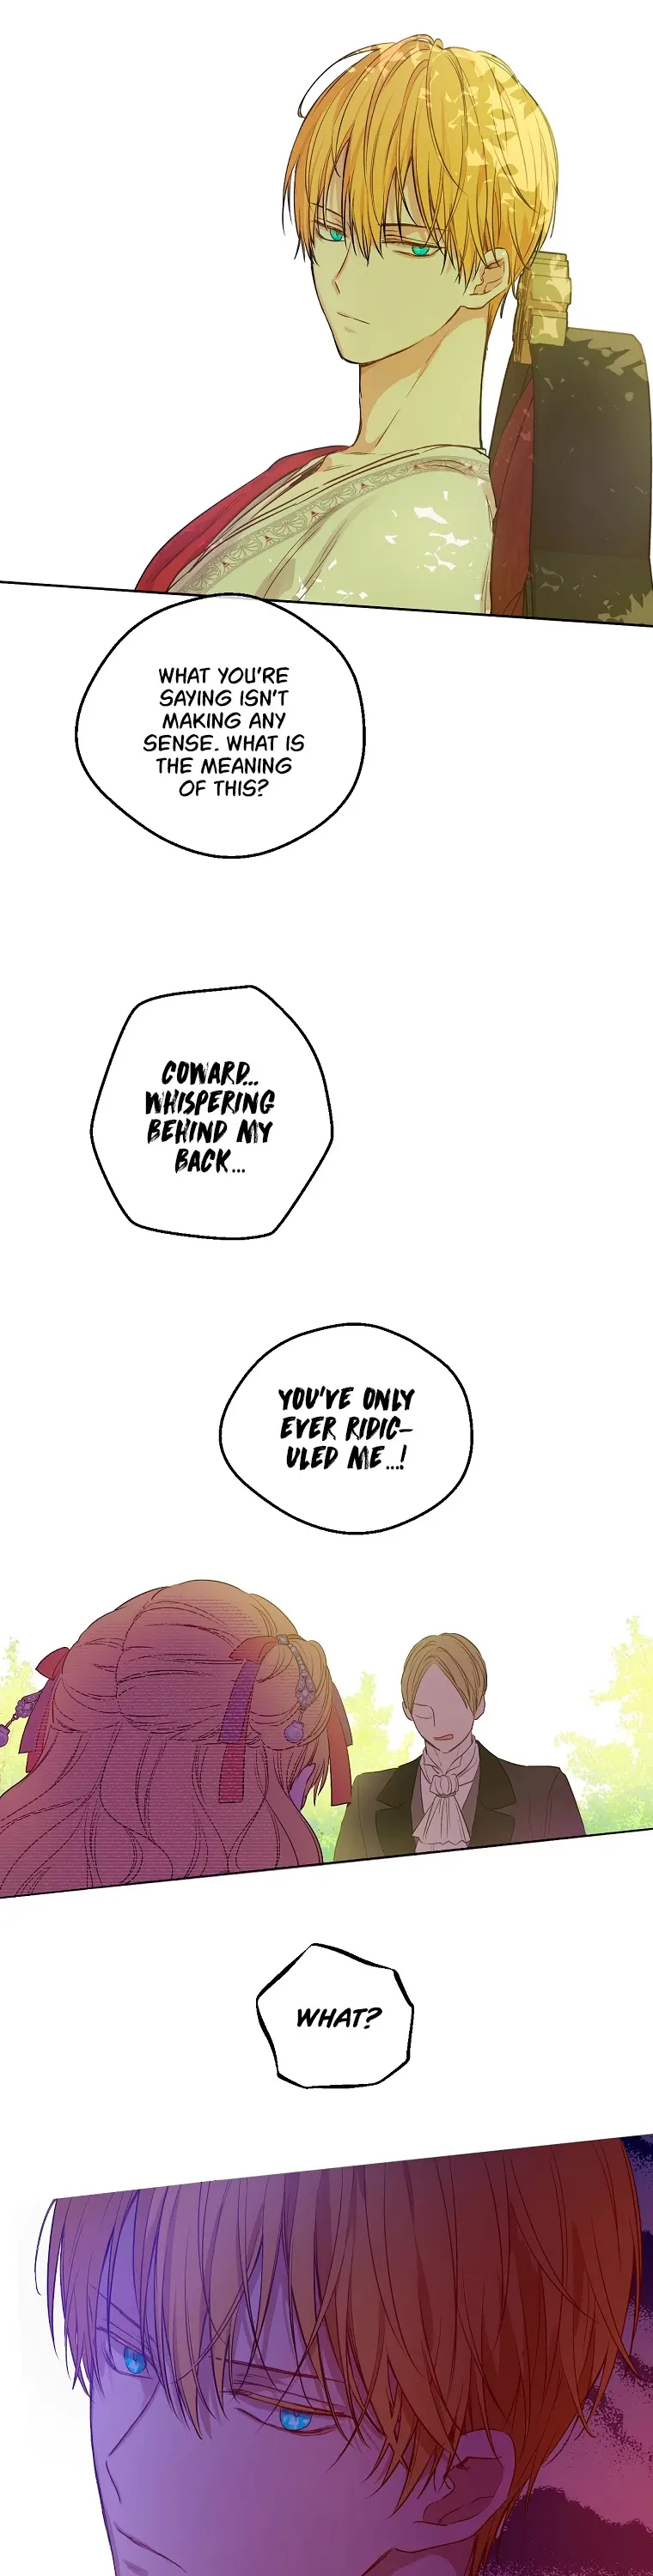 WHAT YOU'RE
SAYING ISN'T
MAKING ANY
SENSE. WHAT IS
THE MEANING
OF THIS?
COWARD...
WHISPERING
BEHIND MY
BACK...
YOU'VE ONLY
EVER RIDIC-
ULED ME...!
WHAT?